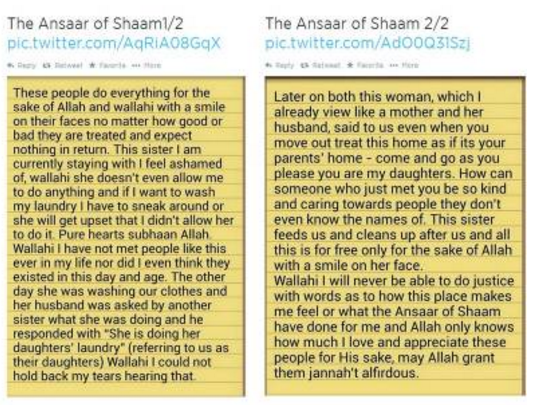 The Ansaar of Shaam1/2
pic.twitter.com/AqRiA08GqX
Reply Retweet Favorite More
These people do everything for the
sake of Allah and wallahi with a smile
on their faces no matter how good or
bad they are treated and expect
nothing in return. This sister I am
currently staying with I feel ashamed
of, wallahi she doesn't even allow me
to do anything and if I want to wash
my laundry I have to sneak around or
she will get upset that I didn't allow her
to do it. Pure hearts subhaan Allah.
Wallahi I have not met people like this
ever in my life nor did I even think they
existed in this day and age. The other
day she was washing our clothes and
her husband was asked by another
sister what she was doing and he
responded with "She is doing her
daughters' laundry" (referring to us as
their daughters) Wallahi I could not
hold back my tears hearing that.
The Ansaar of Shaam 2/2
pic.twitter.com/AdO0Q31Szj
Reply Retweet Favorite More
Later on both this woman, which I
already view like a mother and her
husband, said to us even when you
move out treat this home as if its your
parents' home - come and go as you
please you are my daughters. How can
someone who just met you be so kind
and caring towards people they don't
even know the names of. This sister
feeds us and cleans up after us and all
this is for free only for the sake of Allah
with a smile on her face.
Wallahi I will never be able to do justice
with words as to how this place makes
me feel or what the Ansaar of Shaam
have done for me and Allah only knows
how much I love and appreciate these
people for His sake, may Allah grant
them jannah't alfirdous.